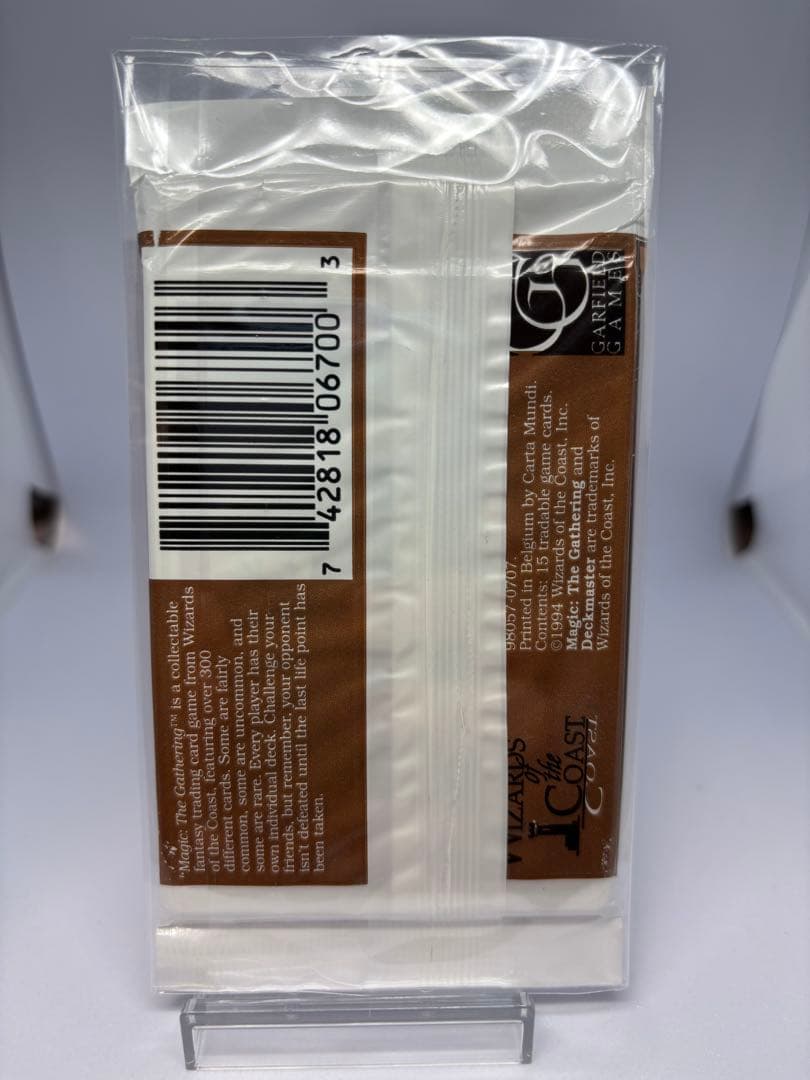 7 42818 06700 3
"Magic: The Gathering™ is a collectable
fantasy trading card game from Wizards
of the Coast, featuring over 300
different cards. Some are fairly
common, some are uncommon, and
some are rare. Every player has their
own individual deck. Challenge your
friends, but remember, your opponent
isn't defeated until the last life point has
been taken.
GG
GARFIELD
GAMES
98057-0707.
Printed in Belgium by Carta Mundi.
Contents: 15 tradable game cards.
©1994 Wizards of the Coast, Inc.
Magic: The Gathering and
Deckmaster are trademarks of
Wizards of the Coast, Inc.
WIZARDS
of
the
COAST